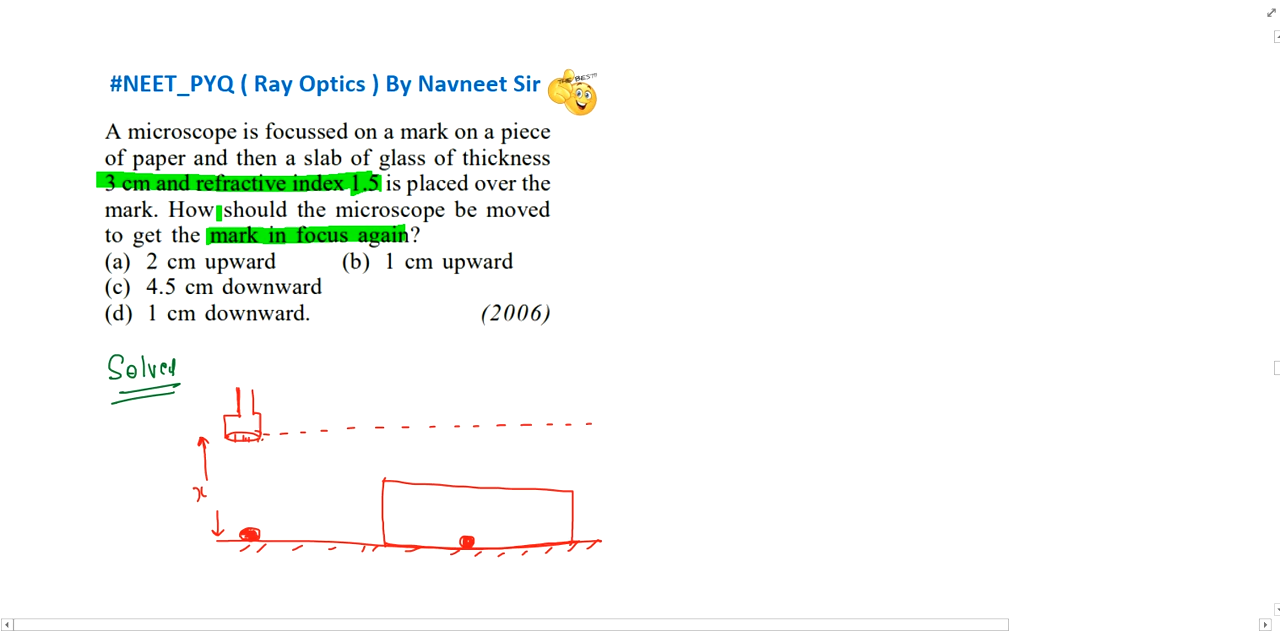 #NEET_PYQ ( Ray Optics ) By Navneet Sir
THE BEST!!!
A microscope is focussed on a mark on a piece
of paper and then a slab of glass of thickness
3 cm and refractive index 1.5 is placed over the
mark. How should the microscope be moved
to get the mark in focus again?
(a) 2 cm upward (b) 1 cm upward
(c) 4.5 cm downward
(d) 1 cm downward. (2006)
Solved
x